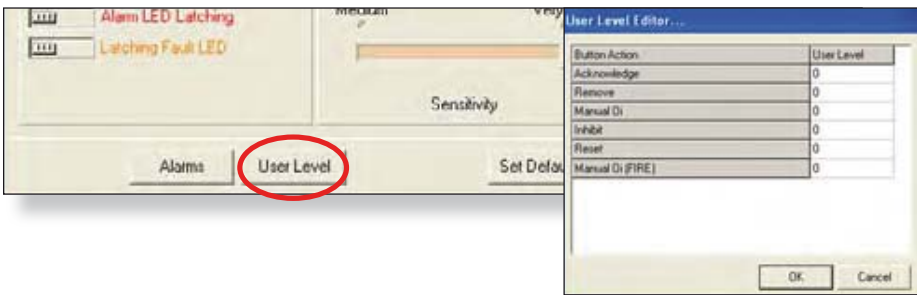 Alarm LED Latching
Latching Fault LED
Medium
Very
Sensitivity
Alarms
User Level
Set Defau
User Level Editor...
Button Action User Level
Acknowledge 0
Remove 0
Manual Di 0
Inhibit 0
Reset 0
Manual Di (FIRE) 0
OK Cancel